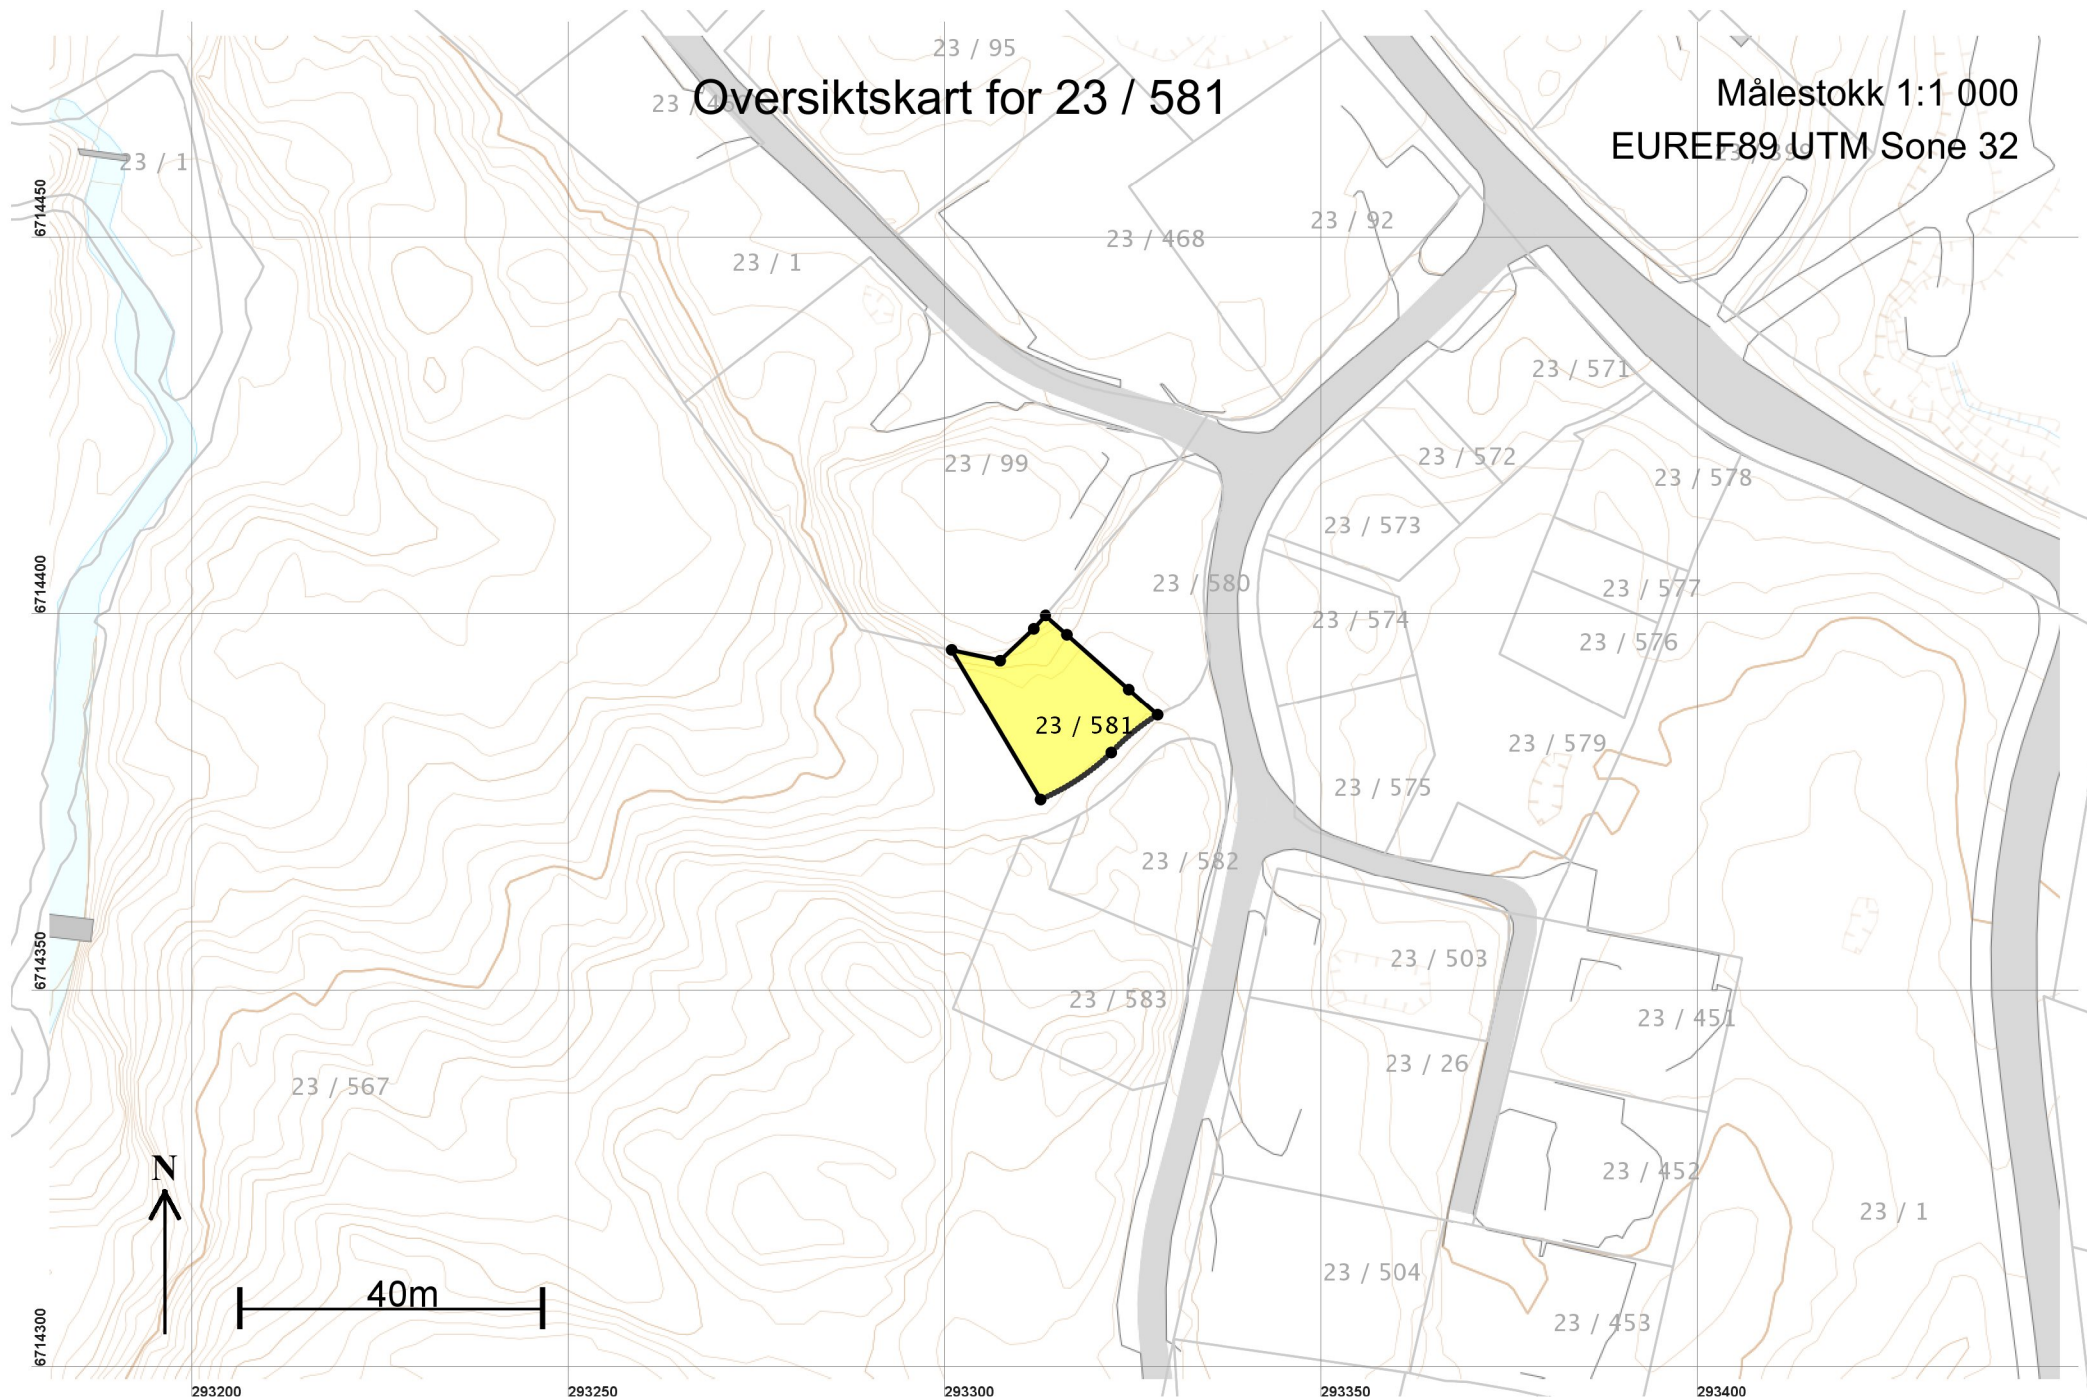 23 / 95
Oversiktskart for 23 / 581
Målestokk 1:1 000
EUREF89 UTM Sone 32
23 / 1
6714450
23 / 92
23 / 468
23 / 1
23 / 571
23 / 572
23 / 99
23 / 578
23 / 573
6714400
23 / 580
23 / 577
23 / 574
23 / 576
23 / 581
23 / 579
23 / 575
23 / 582
6714350
23 / 503
23 / 583
23 / 451
23 / 26
23 / 567
N
23 / 452
23 / 1
23 / 504
40m
23 / 453
6714300
293200
293250
293300
293350
293400